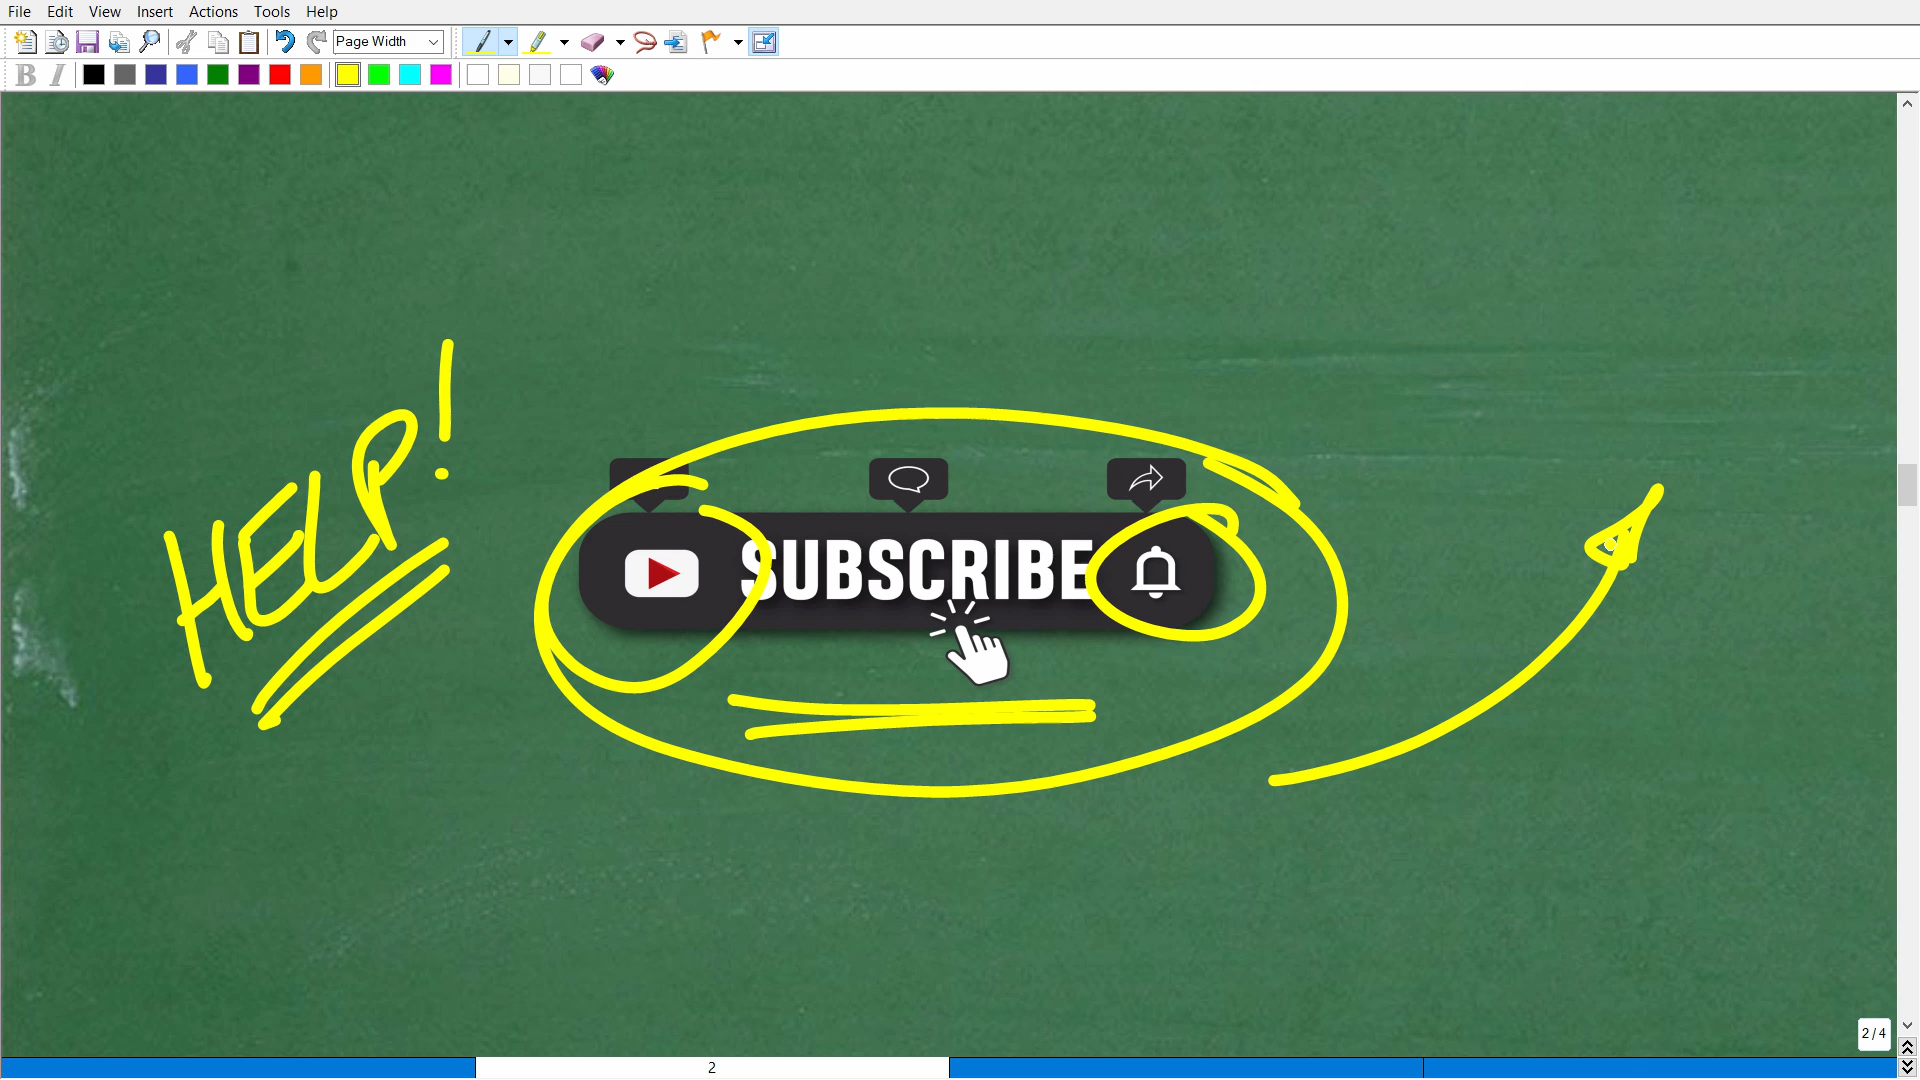 File Edit View Insert Actions Tools Help
Page Width
B I
HELP!
SUBSCRIBE
2 / 4
2